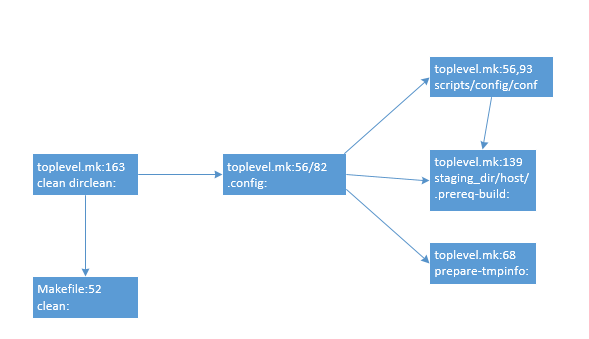 toplevel.mk:56,93
scripts/config/conf
toplevel.mk:163
clean dirclean:
toplevel.mk:56/82
.config:
toplevel.mk:139
staging_dir/host/
.prereq-build:
toplevel.mk:68
prepare-tmpinfo:
Makefile:52
clean: